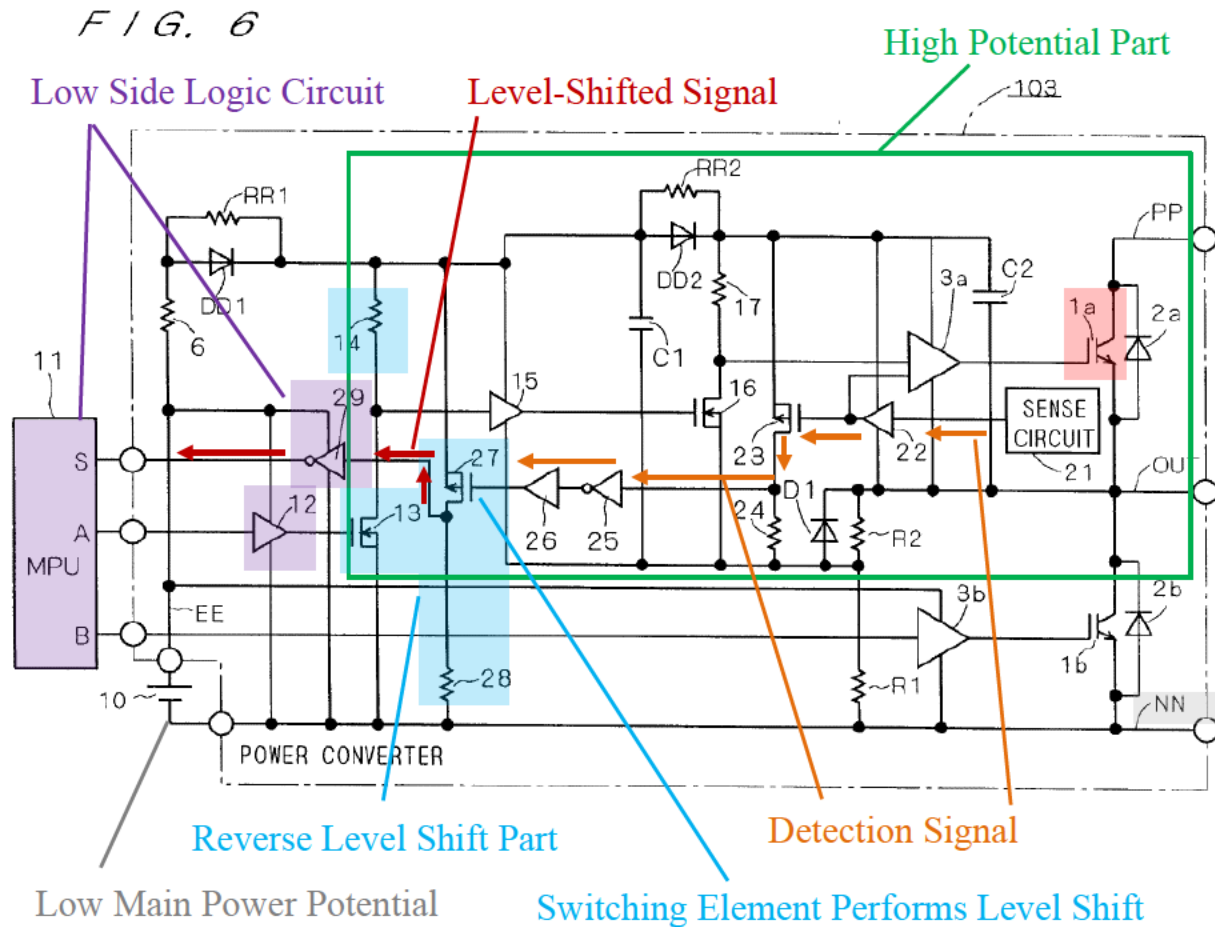 FIG. 6
High Potential Part
Low Side Logic Circuit
Level-Shifted Signal
103
RR1
RR2
PP
DD1
DD2
17
3a
C2
1a
2a
6
14
C1
11
29
15
16
SENSE
CIRCUIT
23
22
21
S
27
OUT
12
D1
A
13
26
25
24
R2
MPU
EE
3b
2b
B
1b
10
28
R1
NN
POWER CONVERTER
Reverse Level Shift Part
Detection Signal
Low Main Power Potential
Switching Element Performs Level Shift